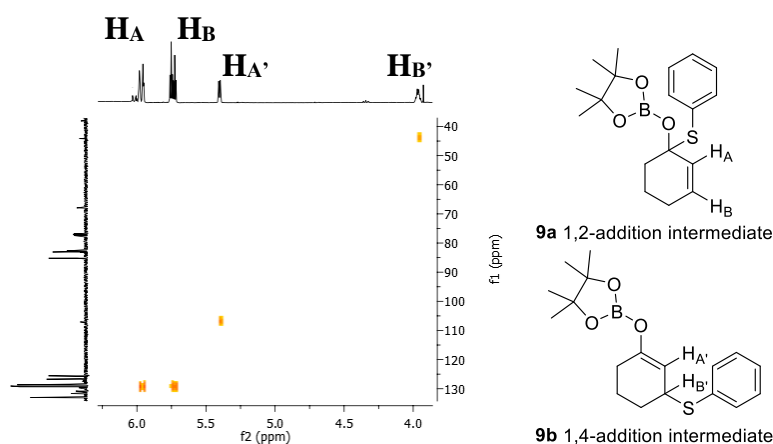 HA HB HA' HB'
40
50
60
70
80
90
100
110
120
130
f1 (ppm)
6.0 5.5 5.0 4.5 4.0
f2 (ppm)
O
B
O
O
S
HA
HB
9a 1,2-addition intermediate
O
B
O
O
HA'
HB'
S
9b 1,4-addition intermediate